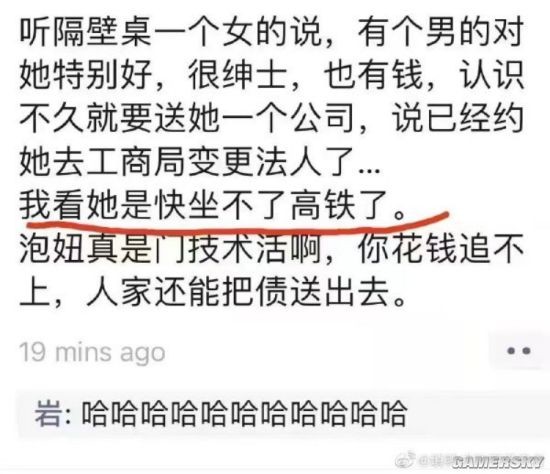 听隔壁桌一个女的说，有个男的对
她特别好，很绅士，也有钱，认识
不久就要送她一个公司，说已经约
她去工商局变更法人了...
我看她是快坐不了高铁了。
泡妞真是门技术活啊，你花钱追不
上，人家还能把债送出去。
19 mins ago
岩: 哈哈哈哈哈哈哈哈哈哈哈
GAMERSKY